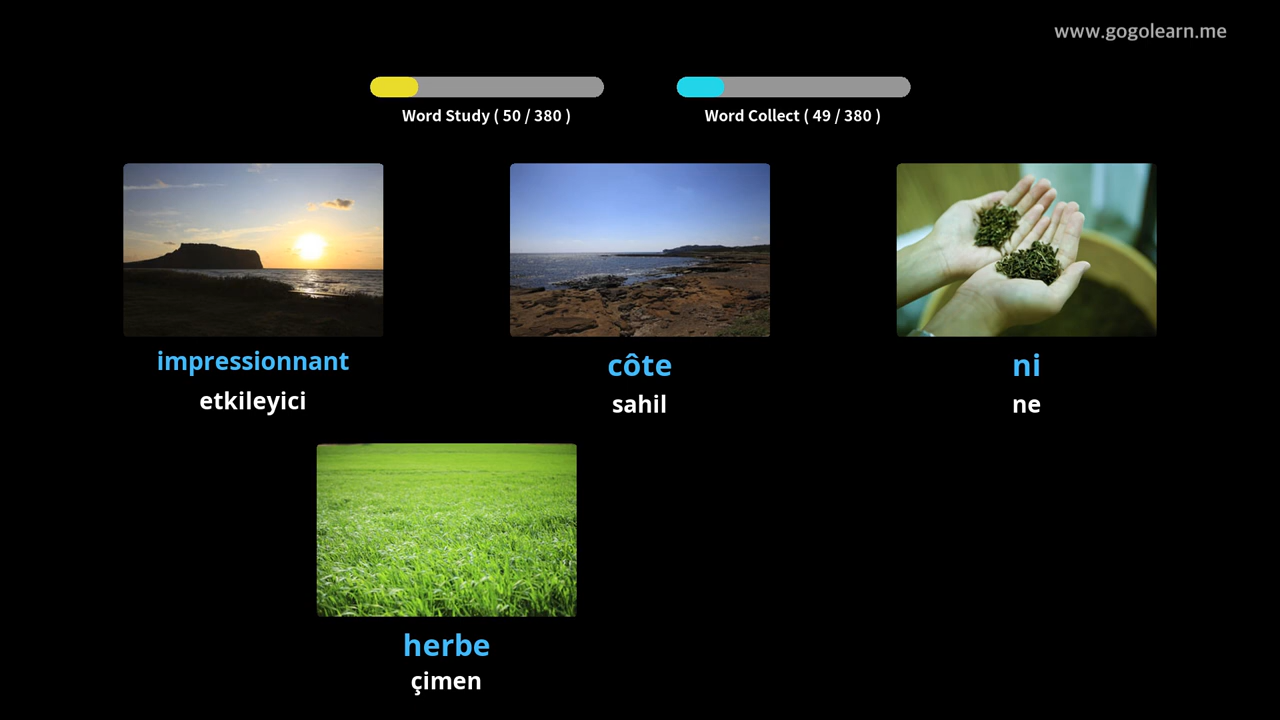 www.gogolearn.me
Word Study ( 50 / 380 )
Word Collect ( 49 / 380 )
impressionnant
etkileyici
côte
sahil
ni
ne
herbe
çimen